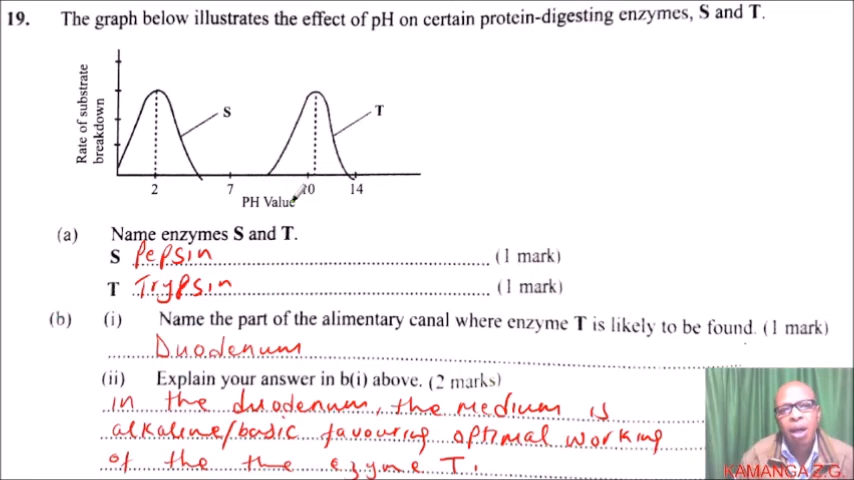 19. The graph below illustrates the effect of pH on certain protein-digesting enzymes, S and T.
Rate of substrate
breakdown
S
T
2 7 10 14
PH Value
(a) Name enzymes S and T.
S Pepsin (1 mark)
T Trypsin (1 mark)
(b) (i) Name the part of the alimentary canal where enzyme T is likely to be found. (1 mark)
Duodenum
(ii) Explain your answer in b(i) above. (2 marks)
in the duodenum, the medium is
alkaline/basic favouring optimal working
of the the ezyme T.
KAMANGA Z.G.